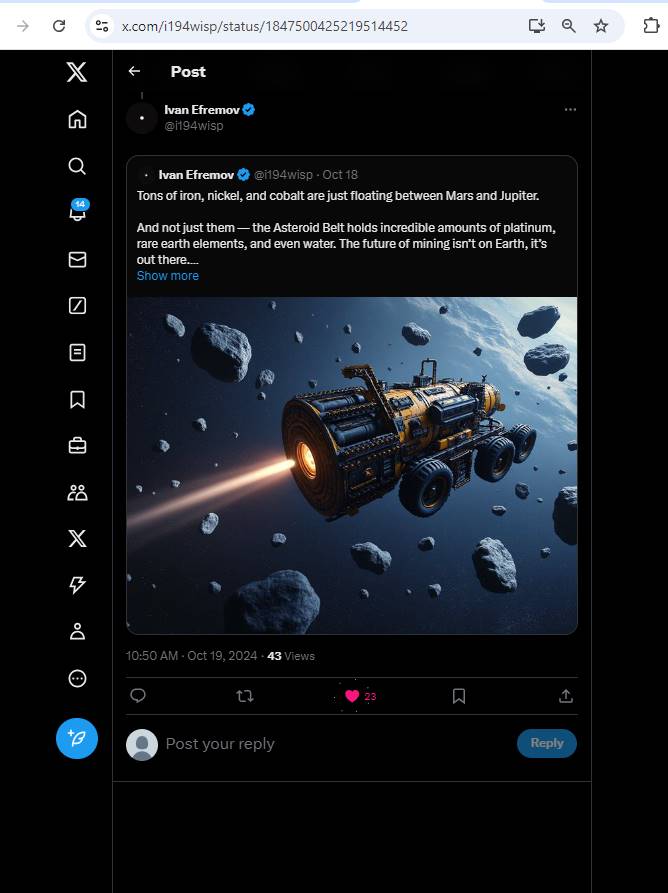 x.com/i194wisp/status/1847500425219514452
Post
Ivan Efremov
@i194wisp
Ivan Efremov @i194wisp · Oct 18
Tons of iron, nickel, and cobalt are just floating between Mars and Jupiter.
And not just them — the Asteroid Belt holds incredible amounts of platinum,
rare earth elements, and even water. The future of mining isn’t on Earth, it’s
out there....
Show more
14
10:50 AM · Oct 19, 2024 · 43 Views
23
Post your reply
Reply